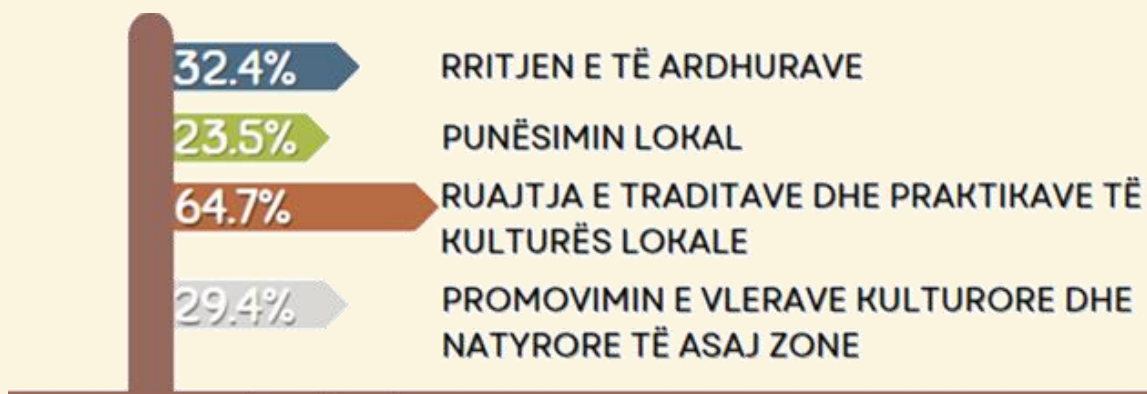 32.4% RRITJEN E TË ARDHURAVE
23.5% PUNËSIMIN LOKAL
64.7% RUAJTJA E TRADITAVE DHE PRAKTIKAVE TË
KULTURËS LOKALE
29.4% PROMOVIMIN E VLERAVE KULTURORE DHE
NATYRORE TË ASAJ ZONE